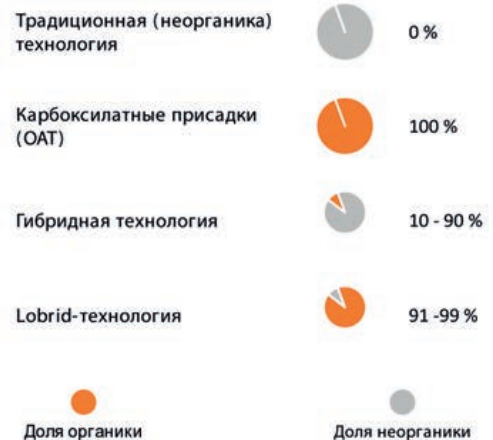 Традиционная (неорганика)
технология
0 %
Карбоксилатные присадки
(OAT)
100 %
Гибридная технология
10 - 90 %
Lobrid-технология
91 -99 %
Доля органики
Доля неорганики